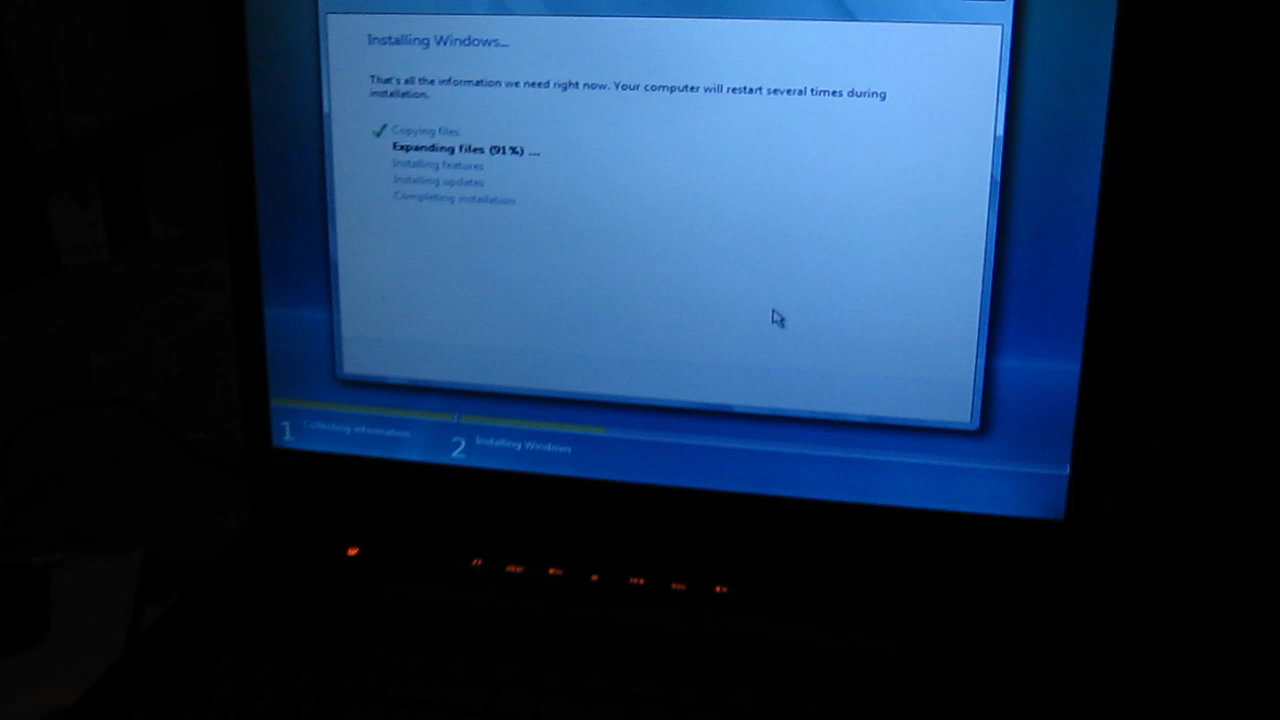 Installing Windows...
That's all the information we need right now. Your computer will restart several times during
installation.
Copying files
Expanding files (91%) ...
Installing features
Installing updates
Completing installation
1 Collecting information
2 Installing Windows